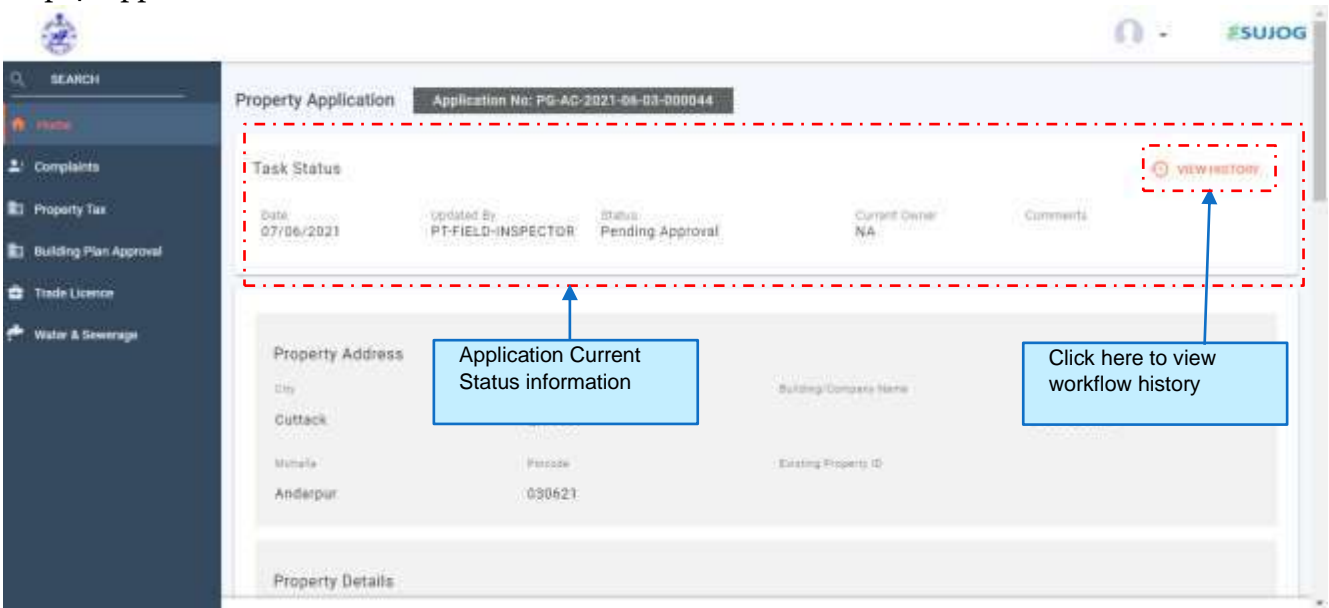 SUJOG
SEARCH
Property Application
Application No: PG-AC-2021-06-03-000044
Home
Complaints
Task Status
VIEW HISTORY
Property Tax
Date
Updated By
Status
Current Owner
Comments
07/06/2021
PT-FIELD-INSPECTOR
Pending Approval
NA
Building Plan Approval
Trade Licence
Water & Sewerage
Property Address
Application Current
Status information
Click here to view
workflow history
City
Building/Company Name
Cuttack
Mohalla
Pincode
Existing Property ID
Andarpur
030621
Property Details